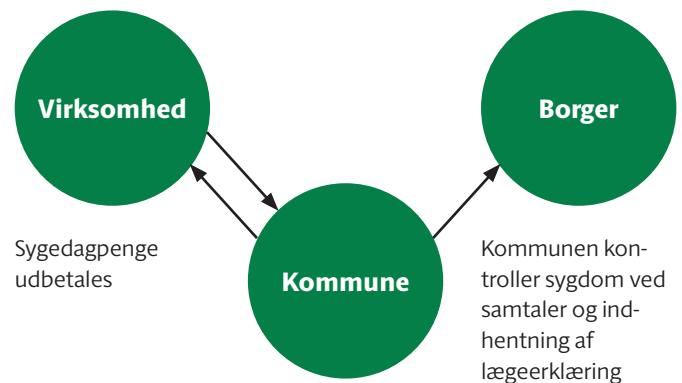 Virksomhed
Borger
Kommune
Sygedagpenge
udbetales
Kommunen kon-
troller sygdom ved
samtaler og ind-
hentning af
lægeerklæring